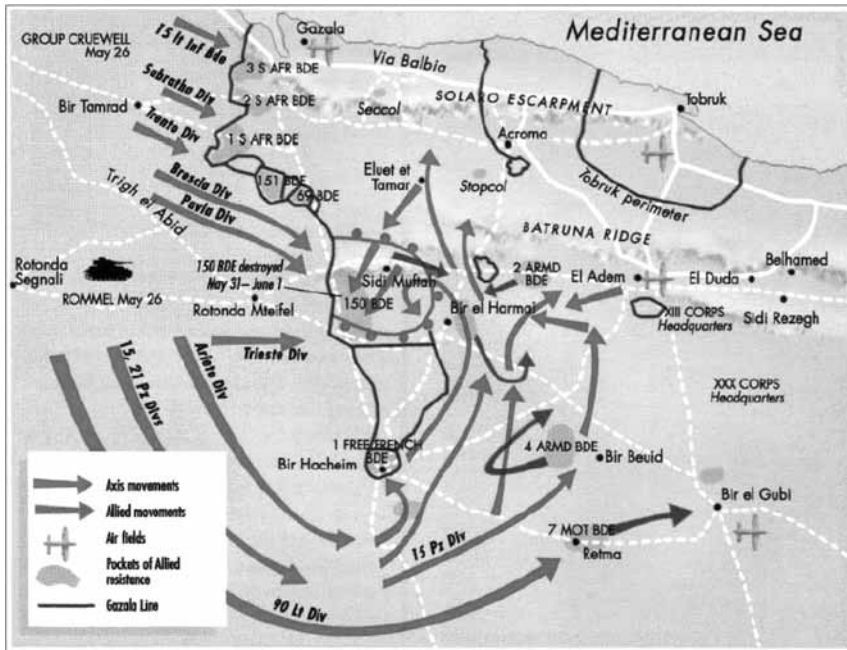 Mediterranean Sea
GROUP CRUEWELL
May 26
15 lt Inf Bde
Gazala
Via Balbia
3 S AFR BDE
Sabratha Div
2 S AFR BDE
Seacol
SOLARO ESCARPMENT
Tobruk
Bir Tamrad
Trento Div
1 S AFR BDE
Acroma
Trigh el Abid
Brescia Div
Pavia Div
151 BDE
69 BDE
Eluet et
Tamar
Stopcol
Tobruk perimeter
BATRUNA RIDGE
Rotonda
Segnali
ROMMEL May 26
150 BDE destroyed
May 31– June 1
Rotonda Mteifel
Sidi Muftah
150 BDE
Bir el Harmai
2 ARMD
BDE
El Adem
El Duda
Belhamed
Sidi Rezegh
XIII CORPS
Headquarters
15, 21 Pz Divs
Ariete Div
Trieste Div
XXX CORPS
Headquarters
1 FREE FRENCH
BDE
Bir Hacheim
4 ARMD BDE
Bir Beuid
Bir el Gubi
7 MOT BDE
Retma
15 Pz Div
90 Lt Div
Axis movements
Allied movements
Air fields
Pockets of Allied
resistance
Gazala Line